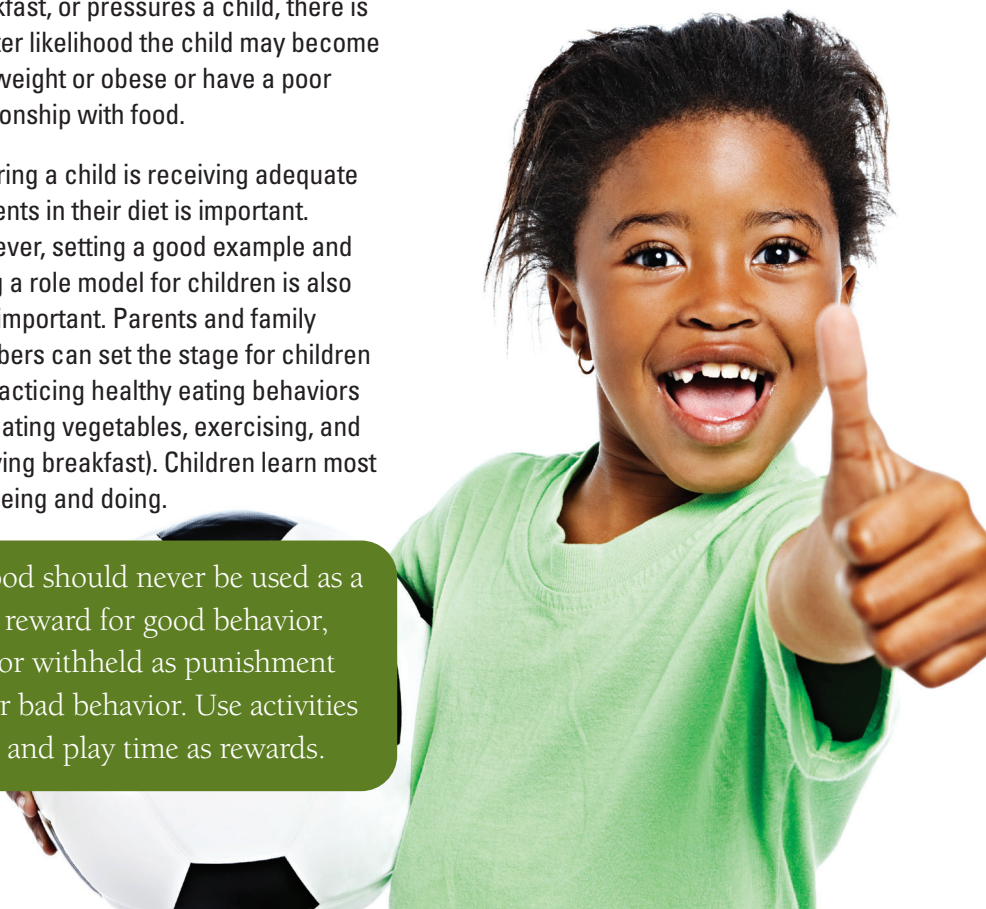 kfast, or pressures a child, there is
ter likelihood the child may become
weight or obese or have a poor
onship with food.
ring a child is receiving adequate
ents in their diet is important.
ever, setting a good example and
g a role model for children is also
important. Parents and family
bers can set the stage for children
acticing healthy eating behaviors
ating vegetables, exercising, and
ving breakfast). Children learn most
eing and doing.
ood should never be used as a
reward for good behavior,
or withheld as punishment
r bad behavior. Use activities
and play time as rewards.